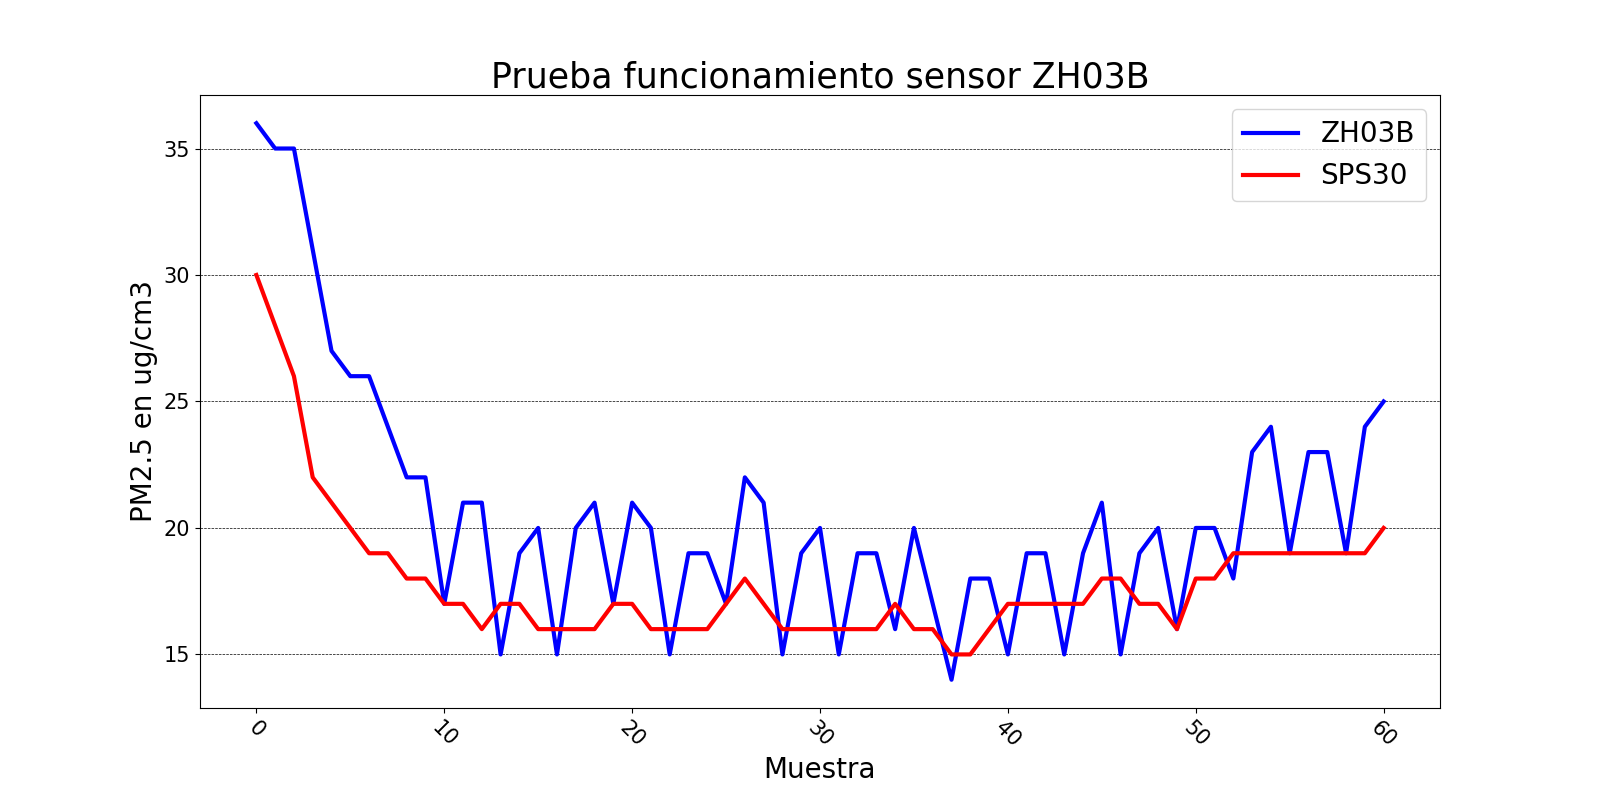 Prueba funcionamiento sensor ZH03B
ZH03B
SPS30
PM2.5 en ug/cm3
35
30
25
20
15
0 10 20 30 40 50 60
Muestra